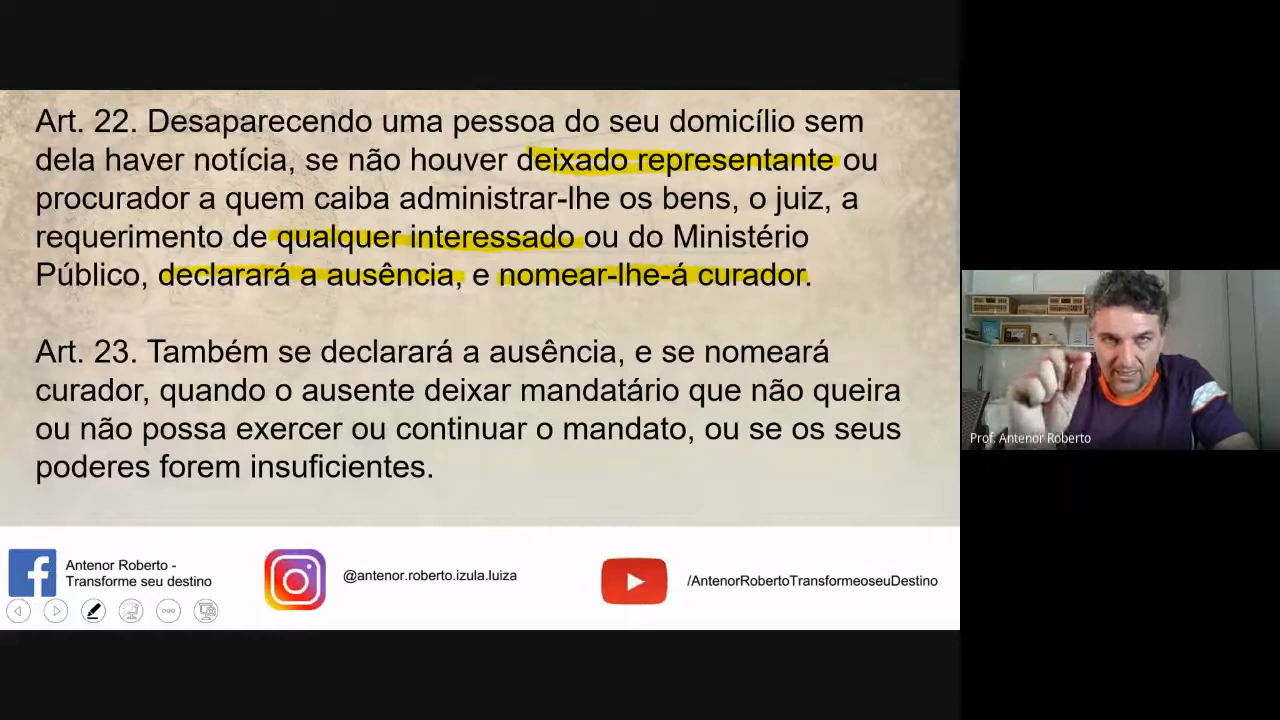 Art. 22. Desaparecendo uma pessoa do seu domicílio sem
dela haver notícia, se não houver deixado representante ou
procurador a quem caiba administrar-lhe os bens, o juiz, a
requerimento de qualquer interessado ou do Ministério
Público, declarará a ausência, e nomear-lhe-á curador.
Art. 23. Também se declarará a ausência, e se nomeará
curador, quando o ausente deixar mandatário que não queira
ou não possa exercer ou continuar o mandato, ou se os seus
poderes forem insuficientes.
Prof. Antenor Roberto
Antenor Roberto -
Transforme seu destino
@antenor.roberto.izula.luiza
/AntenorRobertoTransformeoseuDestino